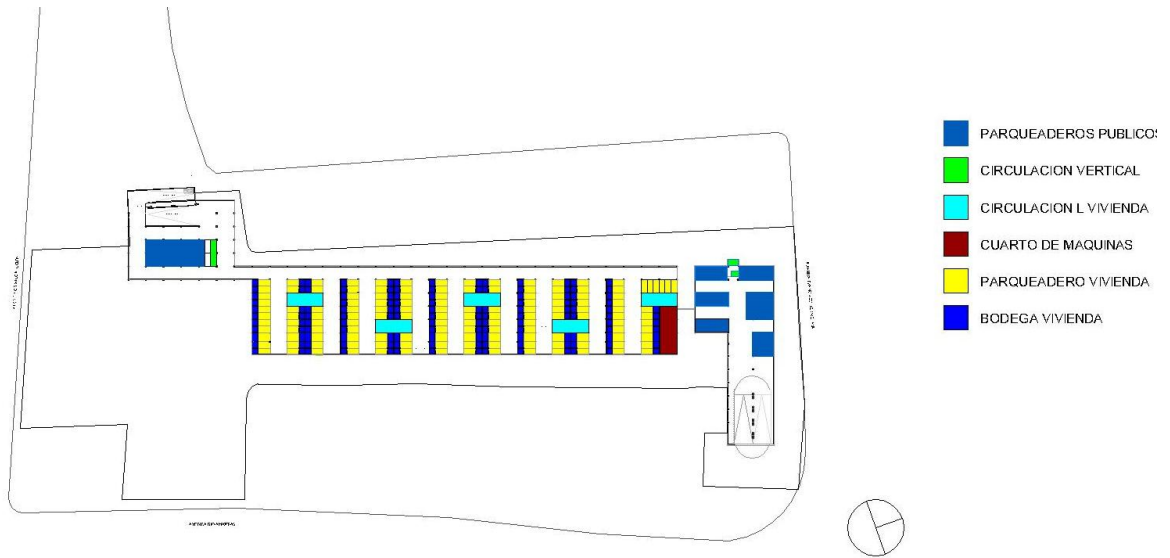 PARQUEADEROS PUBLICOS
CIRCULACION VERTICAL
CIRCULACION L VIVIENDA
CUARTO DE MAQUINAS
PARQUEADERO VIVIENDA
BODEGA VIVIENDA